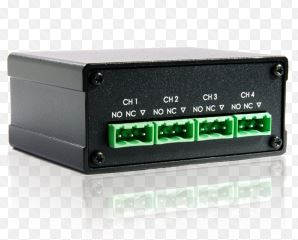 CH 1 CH 2 CH 3 CH 4
NO NC ▽ NO NC ▽ NO NC ▽ NO NC ▽